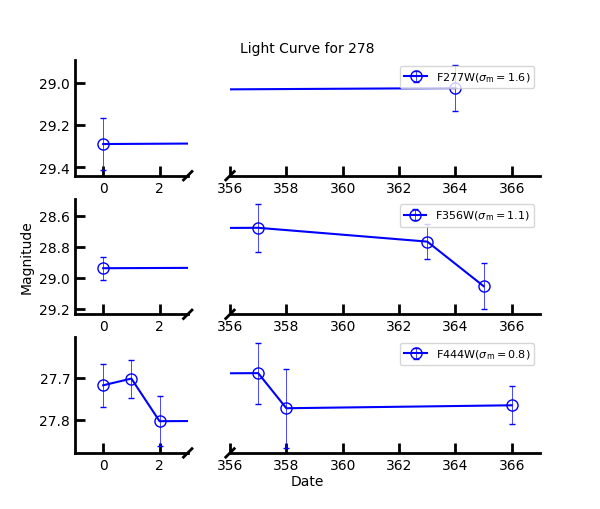 Light Curve for 278
29.0
29.2
29.4
F277W(σm = 1.6)
0 2 356 358 360 362 364 366
Magnitude
28.6
28.8
29.0
29.2
F356W(σm = 1.1)
0 2 356 358 360 362 364 366
27.7
27.8
F444W(σm = 0.8)
0 2 356 358 360 362 364 366
Date